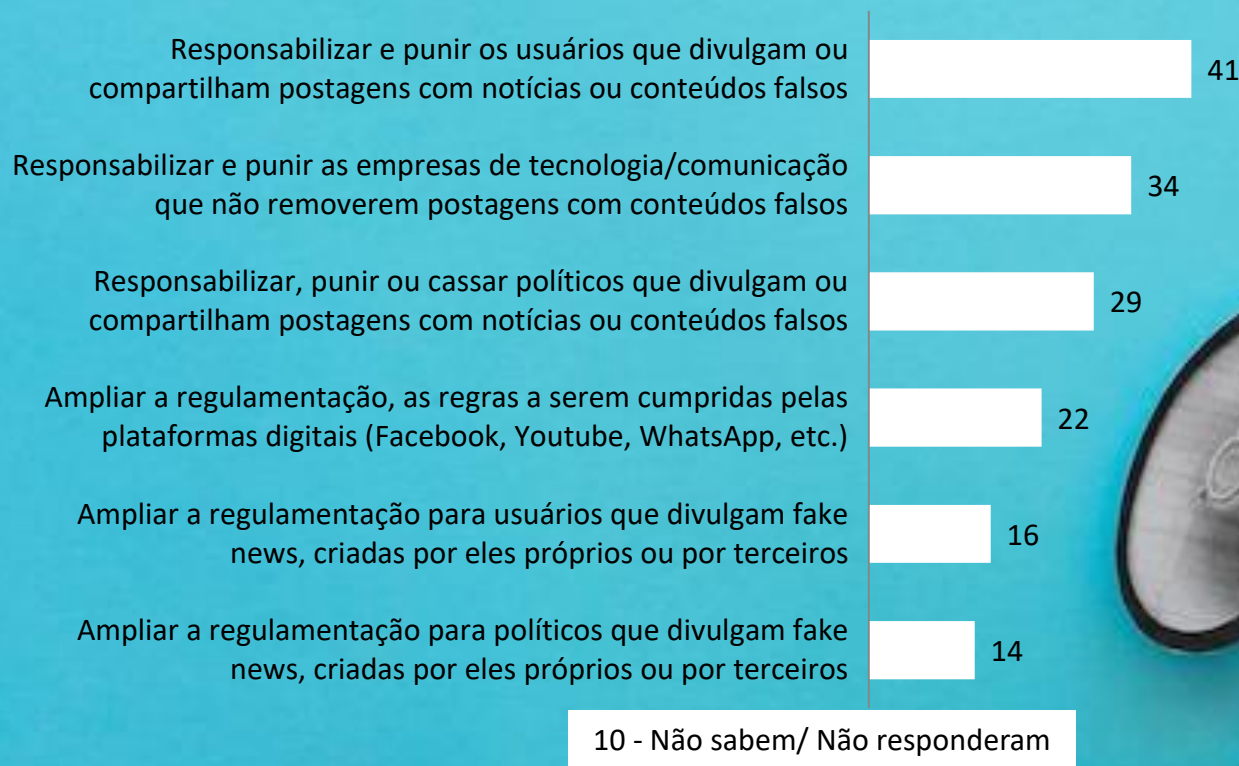 Responsabilizar e punir os usuários que divulgam ou
compartilham postagens com notícias ou conteúdos falsos
41
Responsabilizar e punir as empresas de tecnologia/comunicação
que não removerem postagens com conteúdos falsos
34
Responsabilizar, punir ou cassar políticos que divulgam ou
compartilham postagens com notícias ou conteúdos falsos
29
Ampliar a regulamentação, as regras a serem cumpridas pelas
plataformas digitais (Facebook, Youtube, WhatsApp, etc.)
22
Ampliar a regulamentação para usuários que divulgam fake
news, criadas por eles próprios ou por terceiros
16
Ampliar a regulamentação para políticos que divulgam fake
news, criadas por eles próprios ou por terceiros
14
10 - Não sabem/ Não responderam